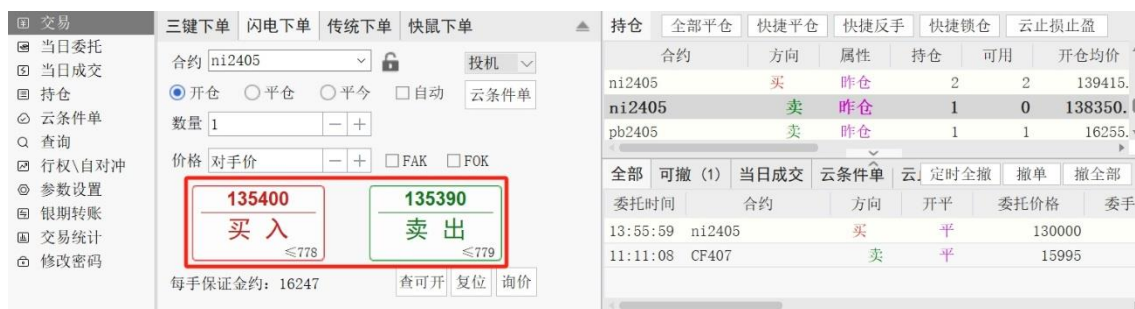 交易
当日委托
当日成交
持仓
云条件单
查询
行权\自对冲
参数设置
银期转账
交易统计
修改密码
三键下单 闪电下单 传统下单 快鼠下单
合约 ni2405 投机
开仓 平仓 平今 自动 云条件单
数量 1
价格 对手价 FAK FOK
135400 135390
买入 卖出
≤778 ≤779
每手保证金约: 16247 查可开 复位 询价
持仓 全部平仓 快捷平仓 快捷反手 快捷锁仓 云止损止盈
合约 方向 属性 持仓 可用 开仓均价
ni2405 买 昨仓 2 2 139415.
ni2405 卖 昨仓 1 0 138350.
pb2405 卖 昨仓 1 1 16255.
全部 可撤 (1) 当日成交 云条件单 云 定时全撤 撤单 撤全部
委托时间 合约 方向 开平 委托价格 委手
13:55:59 ni2405 买 平 130000
11:11:08 CF407 卖 平 15995